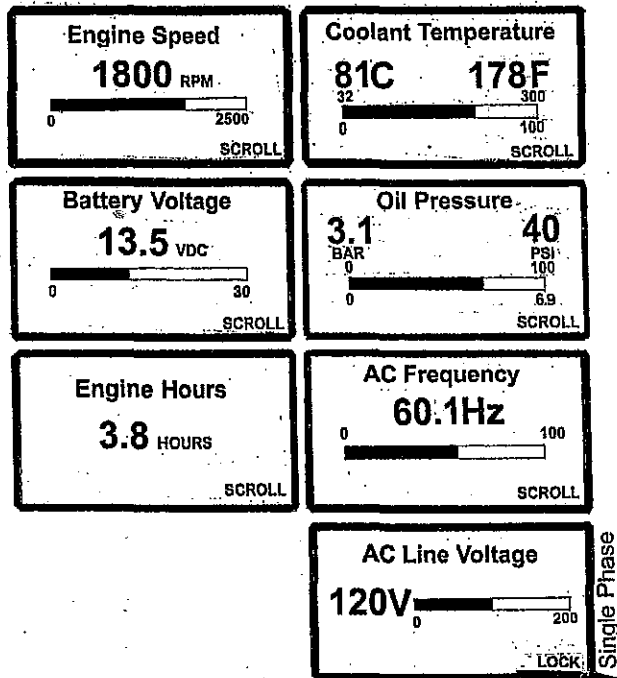 Engine Speed
1800 RPM
0 2500
SCROLL
Coolant Temperature
81C 178F
32 300
0 100
SCROLL
Battery Voltage
13.5 VDC
0 30
SCROLL
Oil Pressure
3.1 40
BAR PSI
0 100
0 6.9
SCROLL
Engine Hours
3.8 HOURS
SCROLL
AC Frequency
60.1Hz
0 100
SCROLL
AC Line Voltage
120V
0 200
LOCK
Single Phase